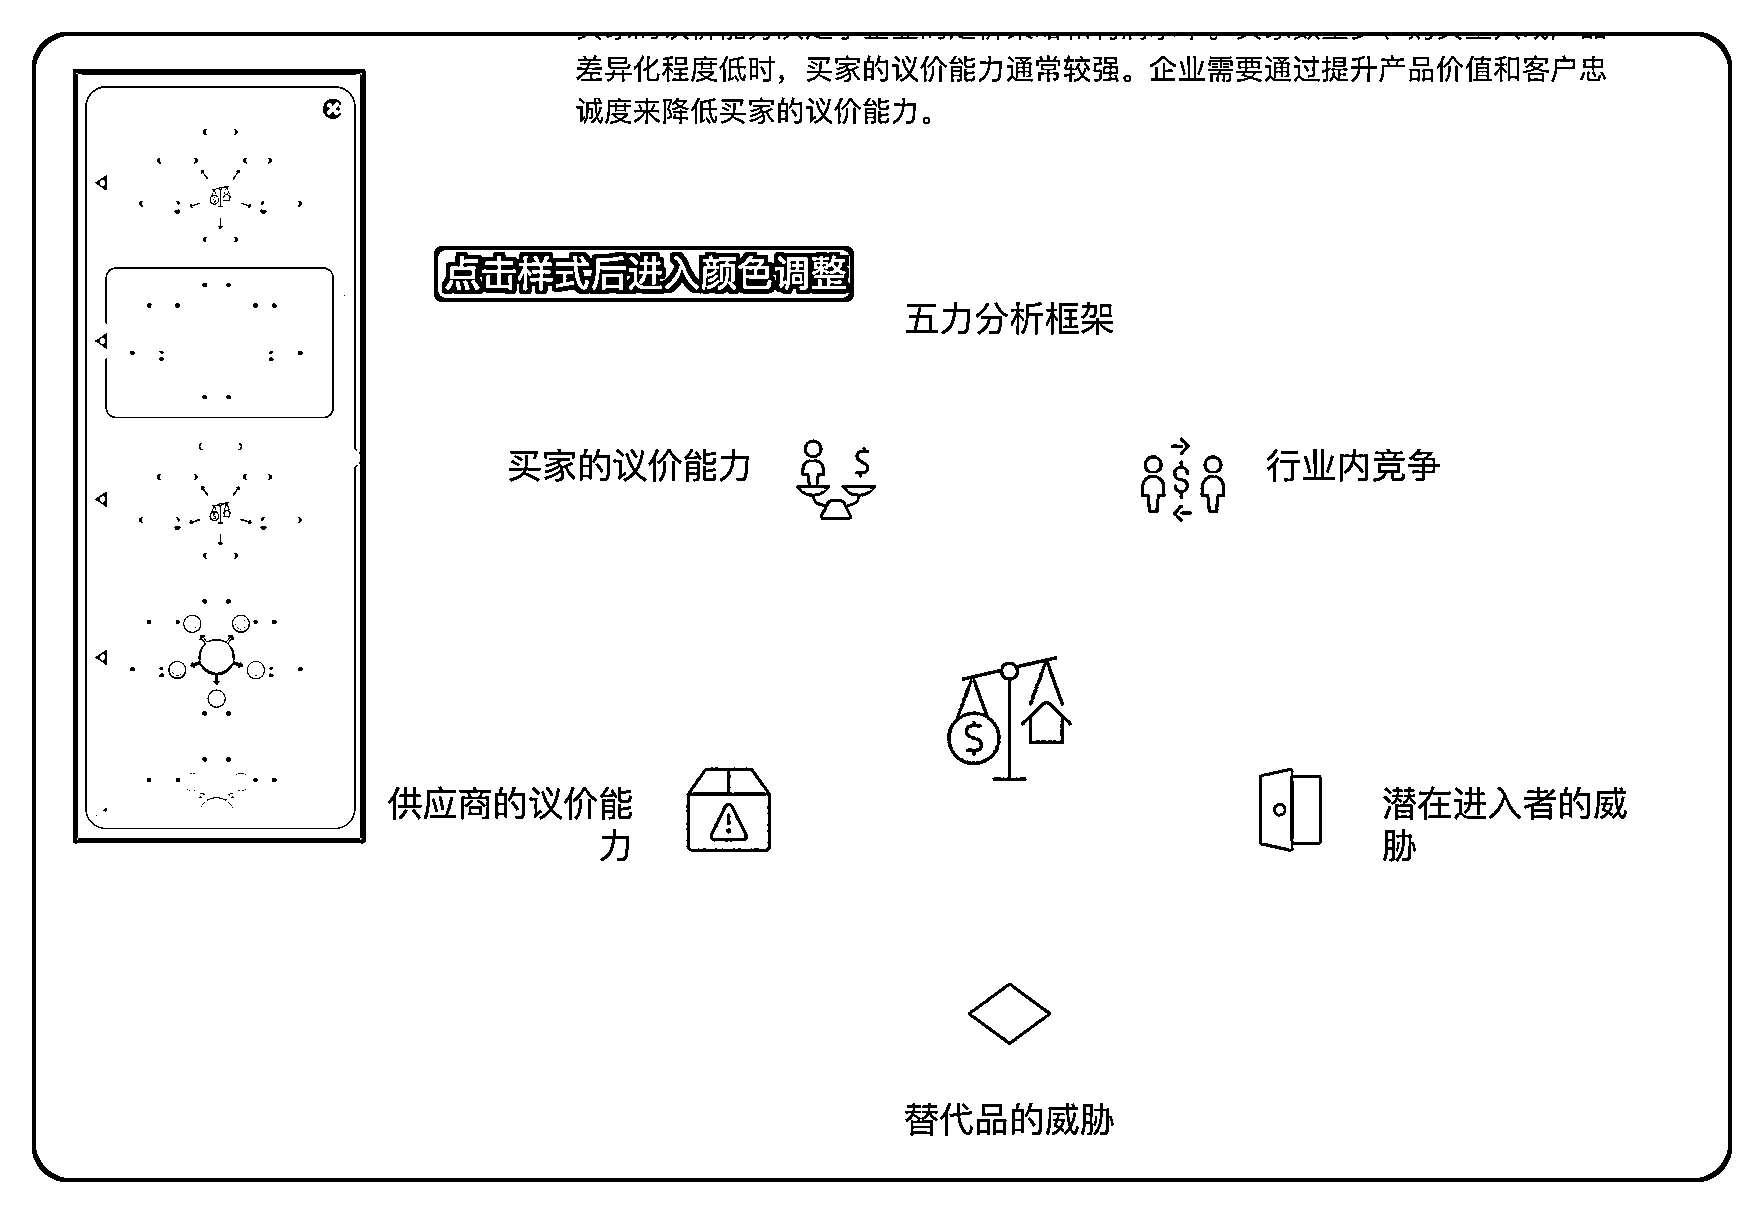 差异化程度低时，买家的议价能力通常较强。企业需要通过提升产品价值和客户忠
诚度来降低买家的议价能力。
点击样式后进入颜色调整
五力分析框架
买家的议价能力
行业内竞争
供应商的议价能
力
潜在进入者的威
胁
替代品的威胁